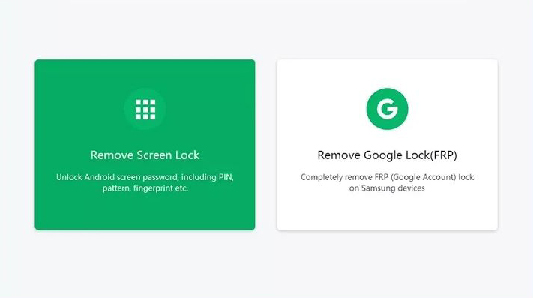 Remove Screen Lock
Unlock Android screen password, including PIN,
pattern, fingerprint etc.
Remove Google Lock(FRP)
Completely remove FRP (Google Account) lock
on Samsung devices